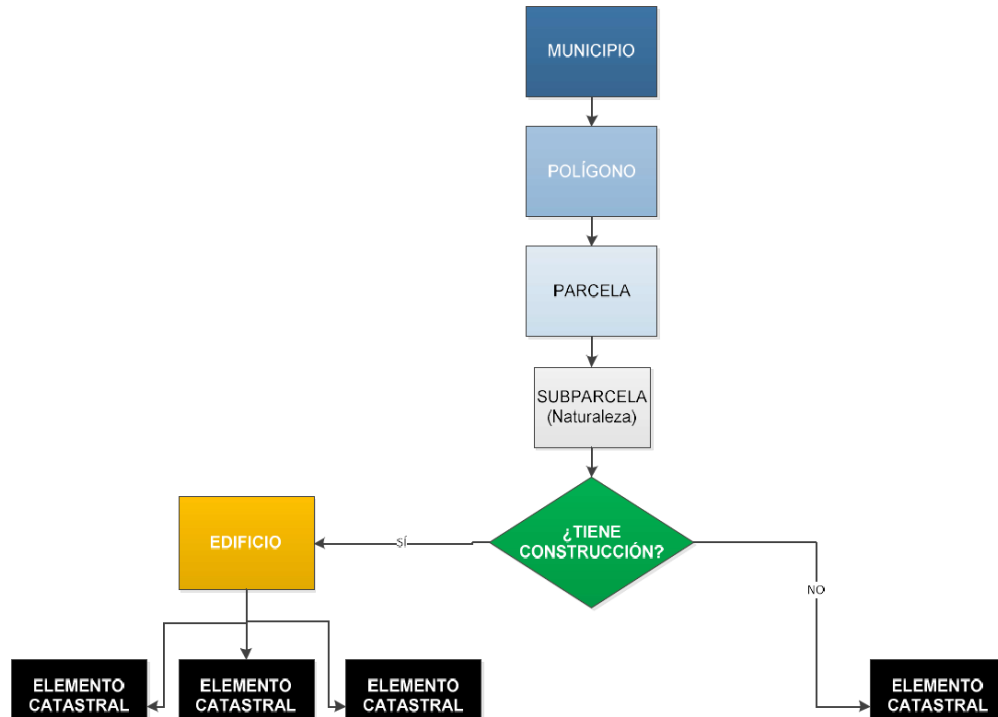 MUNICIPIO
POLÍGONO
PARCELA
SUBPARCELA
(Naturaleza)
¿TIENE
CONSTRUCCIÓN?
EDIFICIO
SÍ
NO
ELEMENTO
CATASTRAL
ELEMENTO
CATASTRAL
ELEMENTO
CATASTRAL
ELEMENTO
CATASTRAL